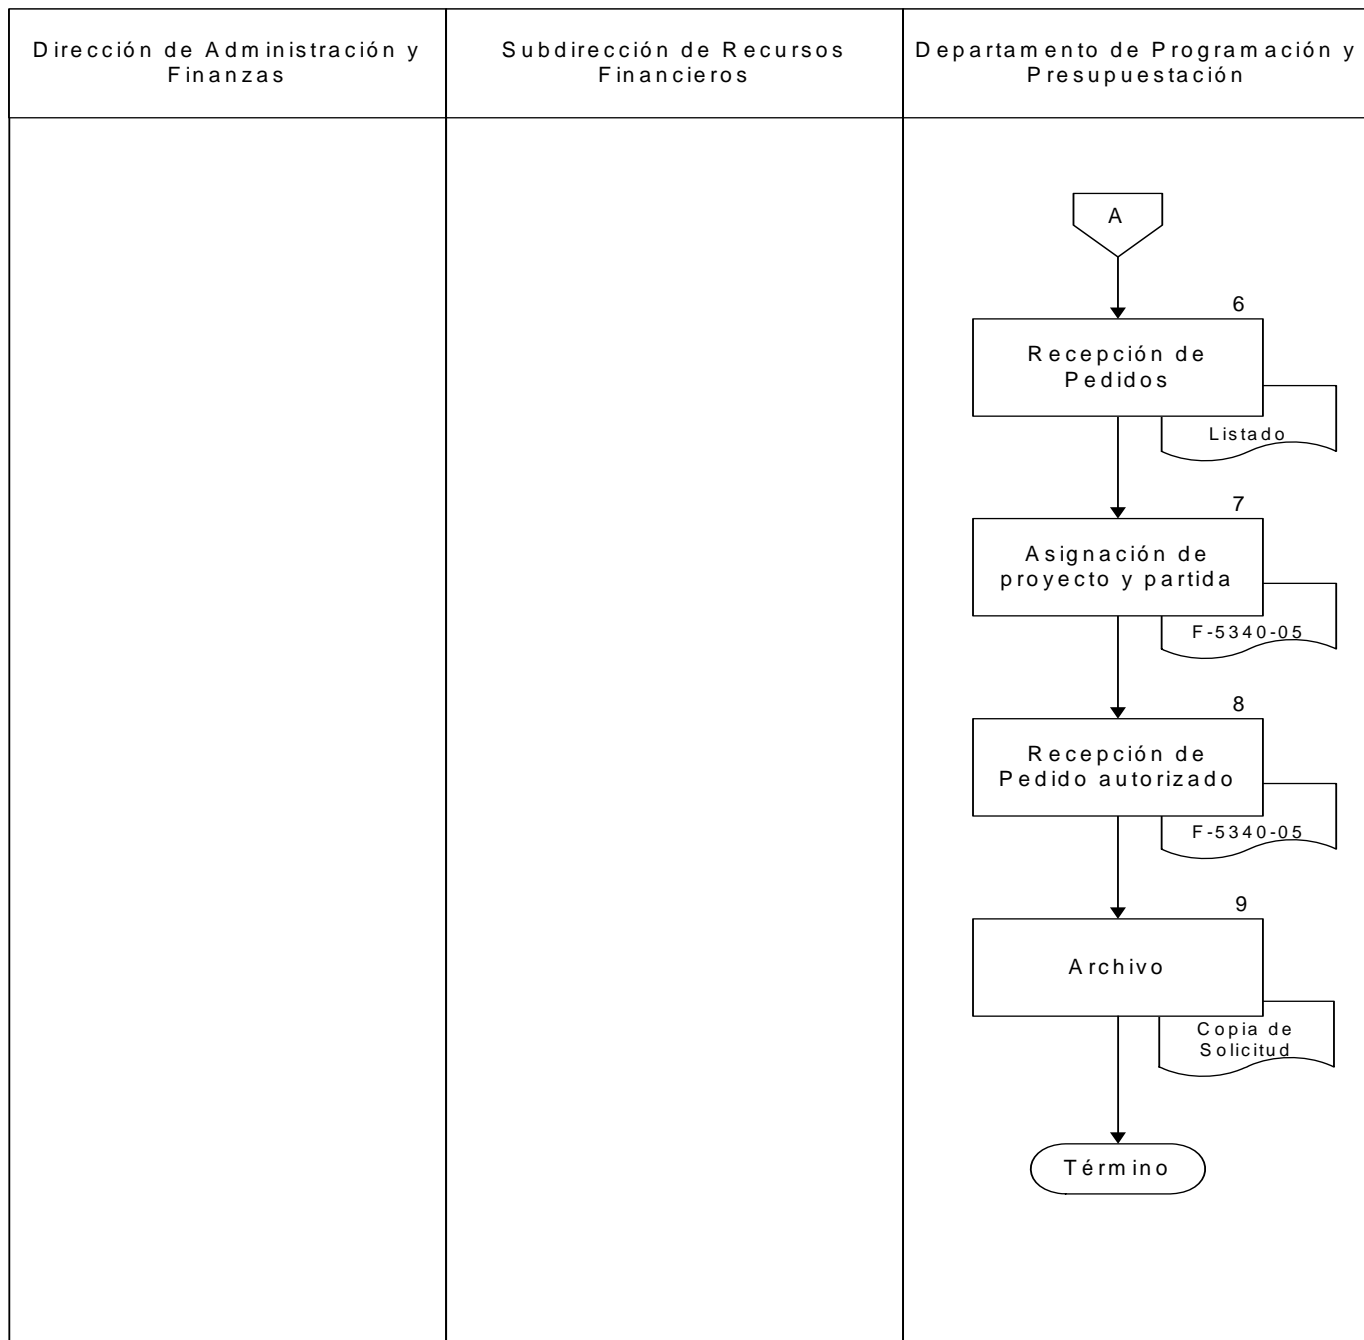 Dirección de Administración y
Finanzas
Subdirección de Recursos
Financieros
Departamento de Programación y
Presupuestación
A
6
Recepción de
Pedidos
Listado
7
Asignación de
proyecto y partida
F-5340-05
8
Recepción de
Pedido autorizado
F-5340-05
9
Archivo
Copia de
Solicitud
Término